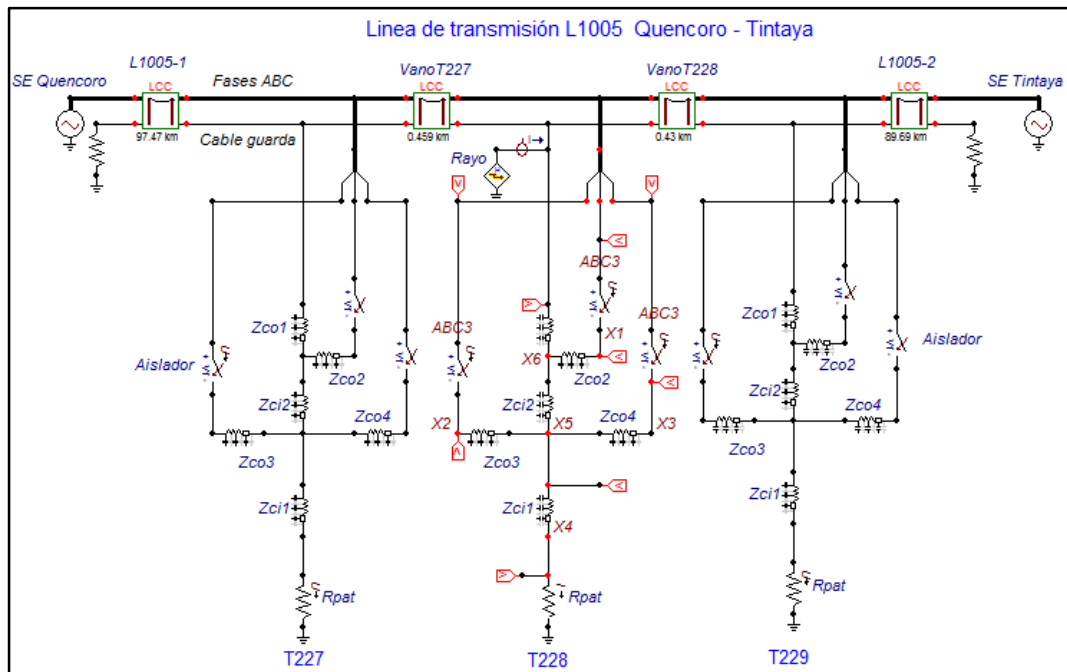 Linea de transmisión L1005 Quencoro - Tintaya
L1005-1
VanoT227
VanoT228
L1005-2
SE Quencoro
Fases ABC
SE Tintaya
LCC
LCC
LCC
LCC
97.47 km
Cable guarda
0.459 km
0.43 km
89.69 km
Rayo
I
V
V
V
ABC3
V
ABC3
ABC3
Zco1
X1
Aislador
X6
V
Zco2
Zco2
Zco2
Aislador
V
Zci2
Zci2
Zci2
X2
X5
Zco4
X3
Zco4
Zco4
Zco3
V
Zco3
Zco3
V
Zci1
Zci1
Zci1
X4
V
Rpat
Rpat
Rpat
T227
T228
T229